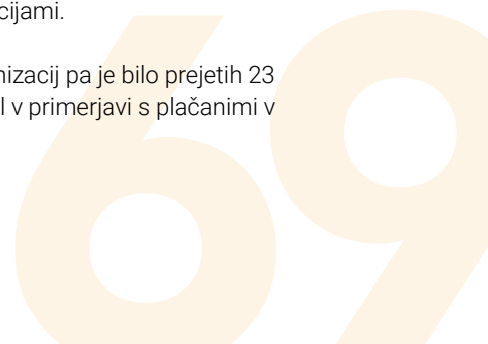 cijami.
nizacij pa je bilo prejetih 23
l v primerjavi s plačanimi v
69